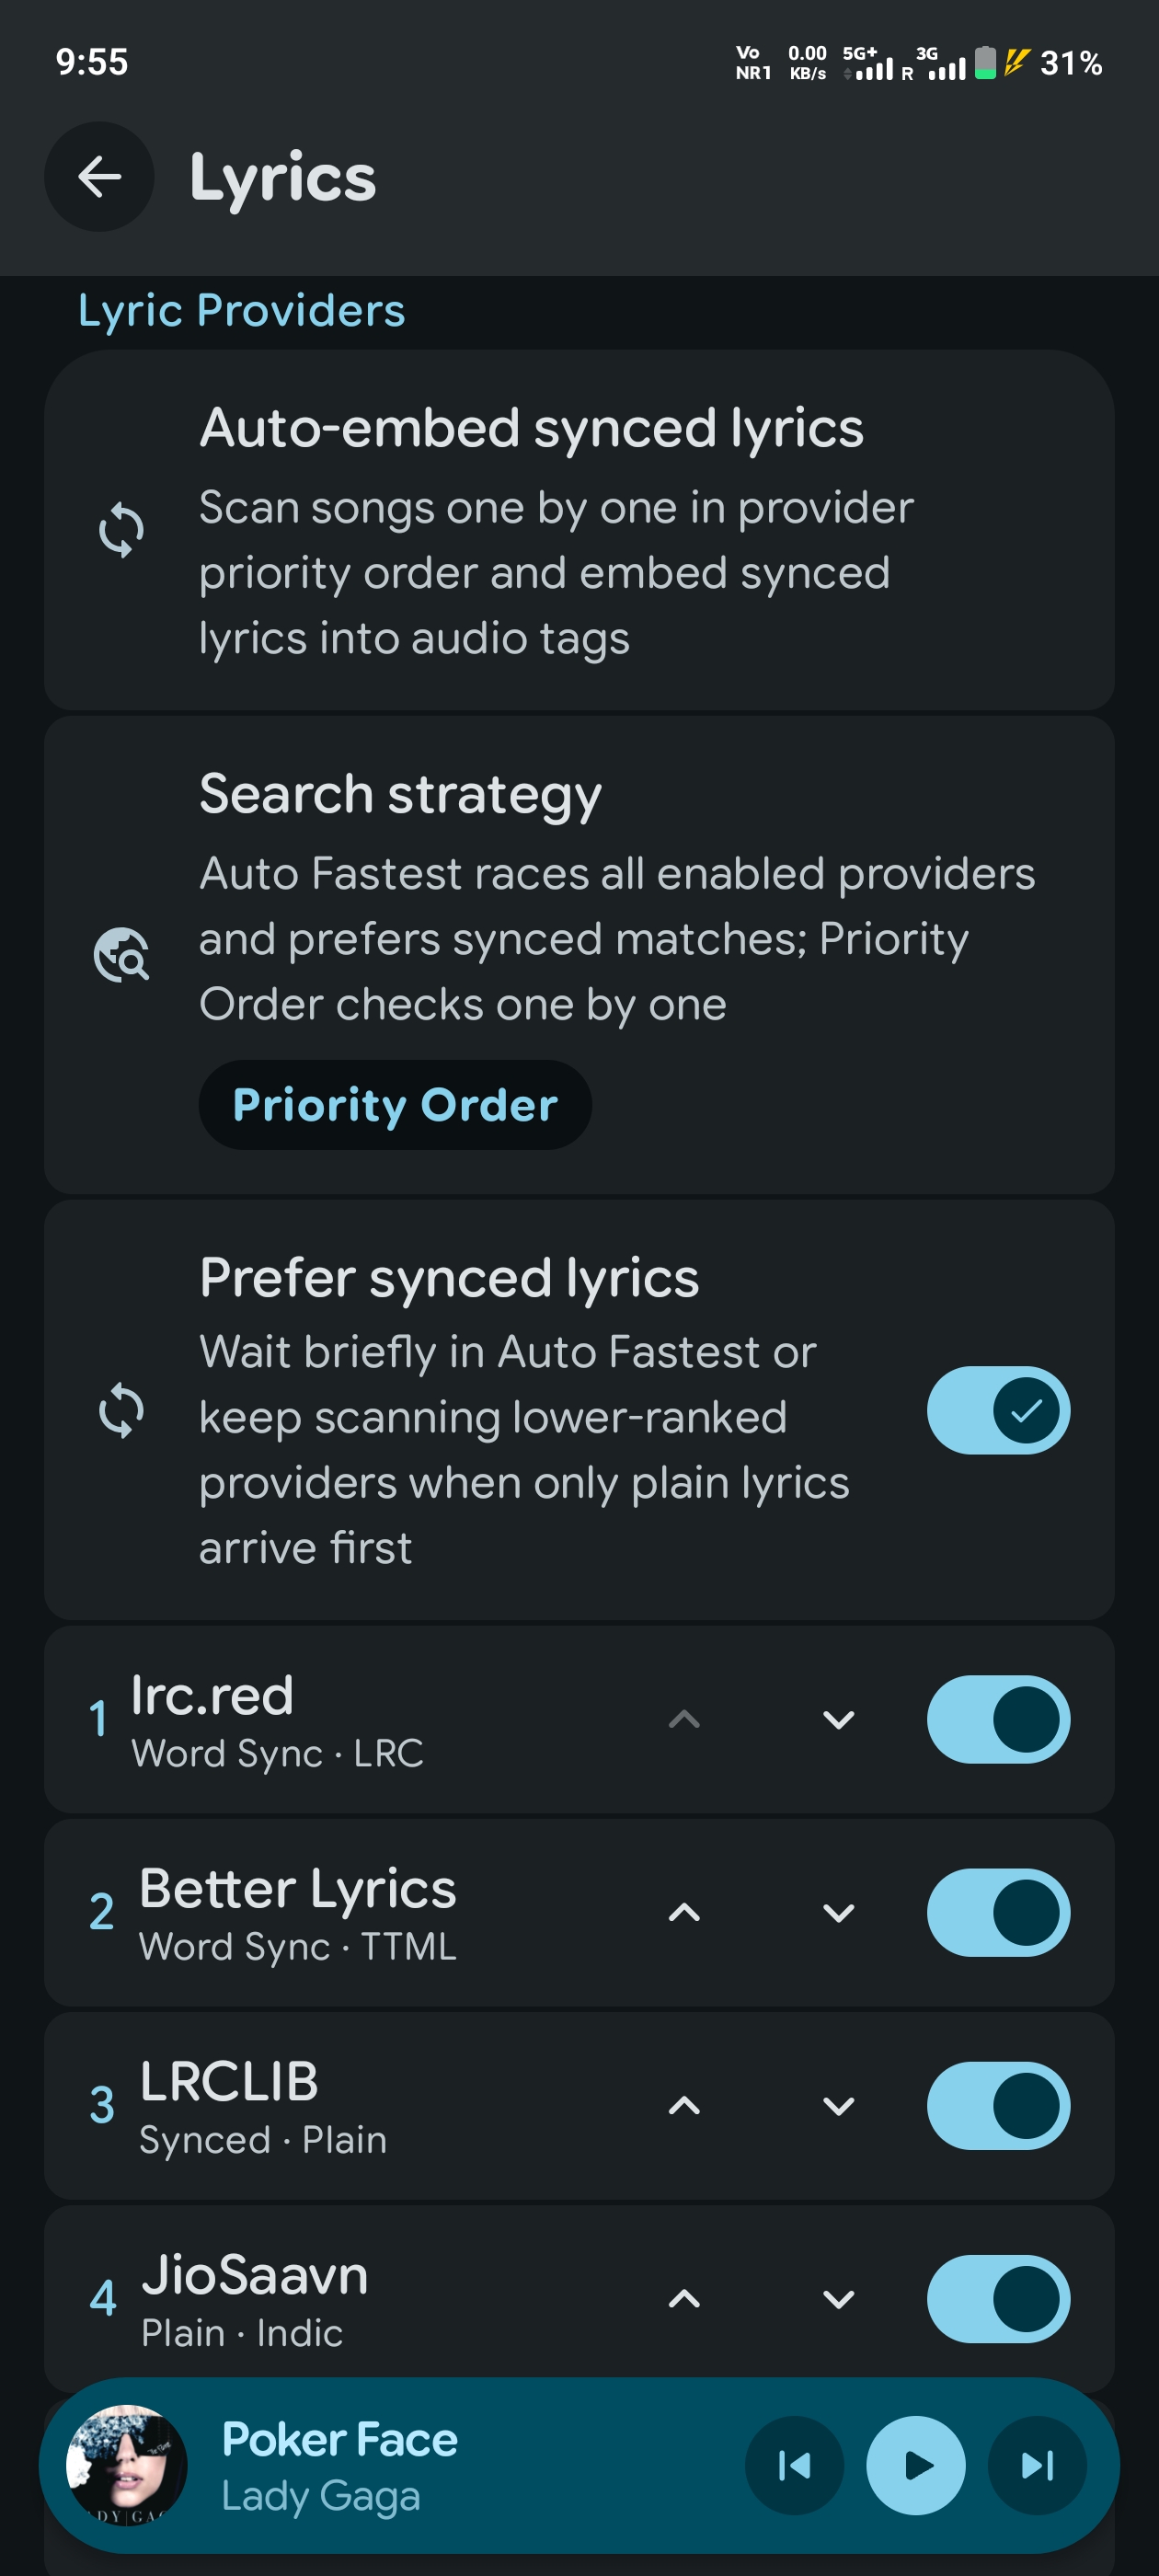 9:55
Vo
NR1
0.00
KB/s
5G+
R
3G
31%
Lyrics
Lyric Providers
Auto-embed synced lyrics
Scan songs one by one in provider
priority order and embed synced
lyrics into audio tags
Search strategy
Auto Fastest races all enabled providers
and prefers synced matches; Priority
Order checks one by one
Priority Order
Prefer synced lyrics
Wait briefly in Auto Fastest or
keep scanning lower-ranked
providers when only plain lyrics
arrive first
1
lrc.red
Word Sync · LRC
2
Better Lyrics
Word Sync · TTML
3
LRCLIB
Synced · Plain
4
JioSaavn
Plain · Indic
Poker Face
Lady Gaga